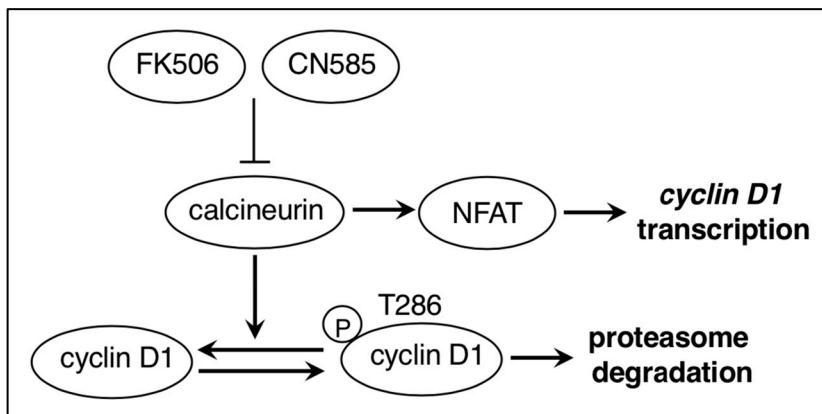 FK506
CN585
calcineurin
NFAT
cyclin D1
transcription
T286
P
cyclin D1
cyclin D1
proteasome
degradation